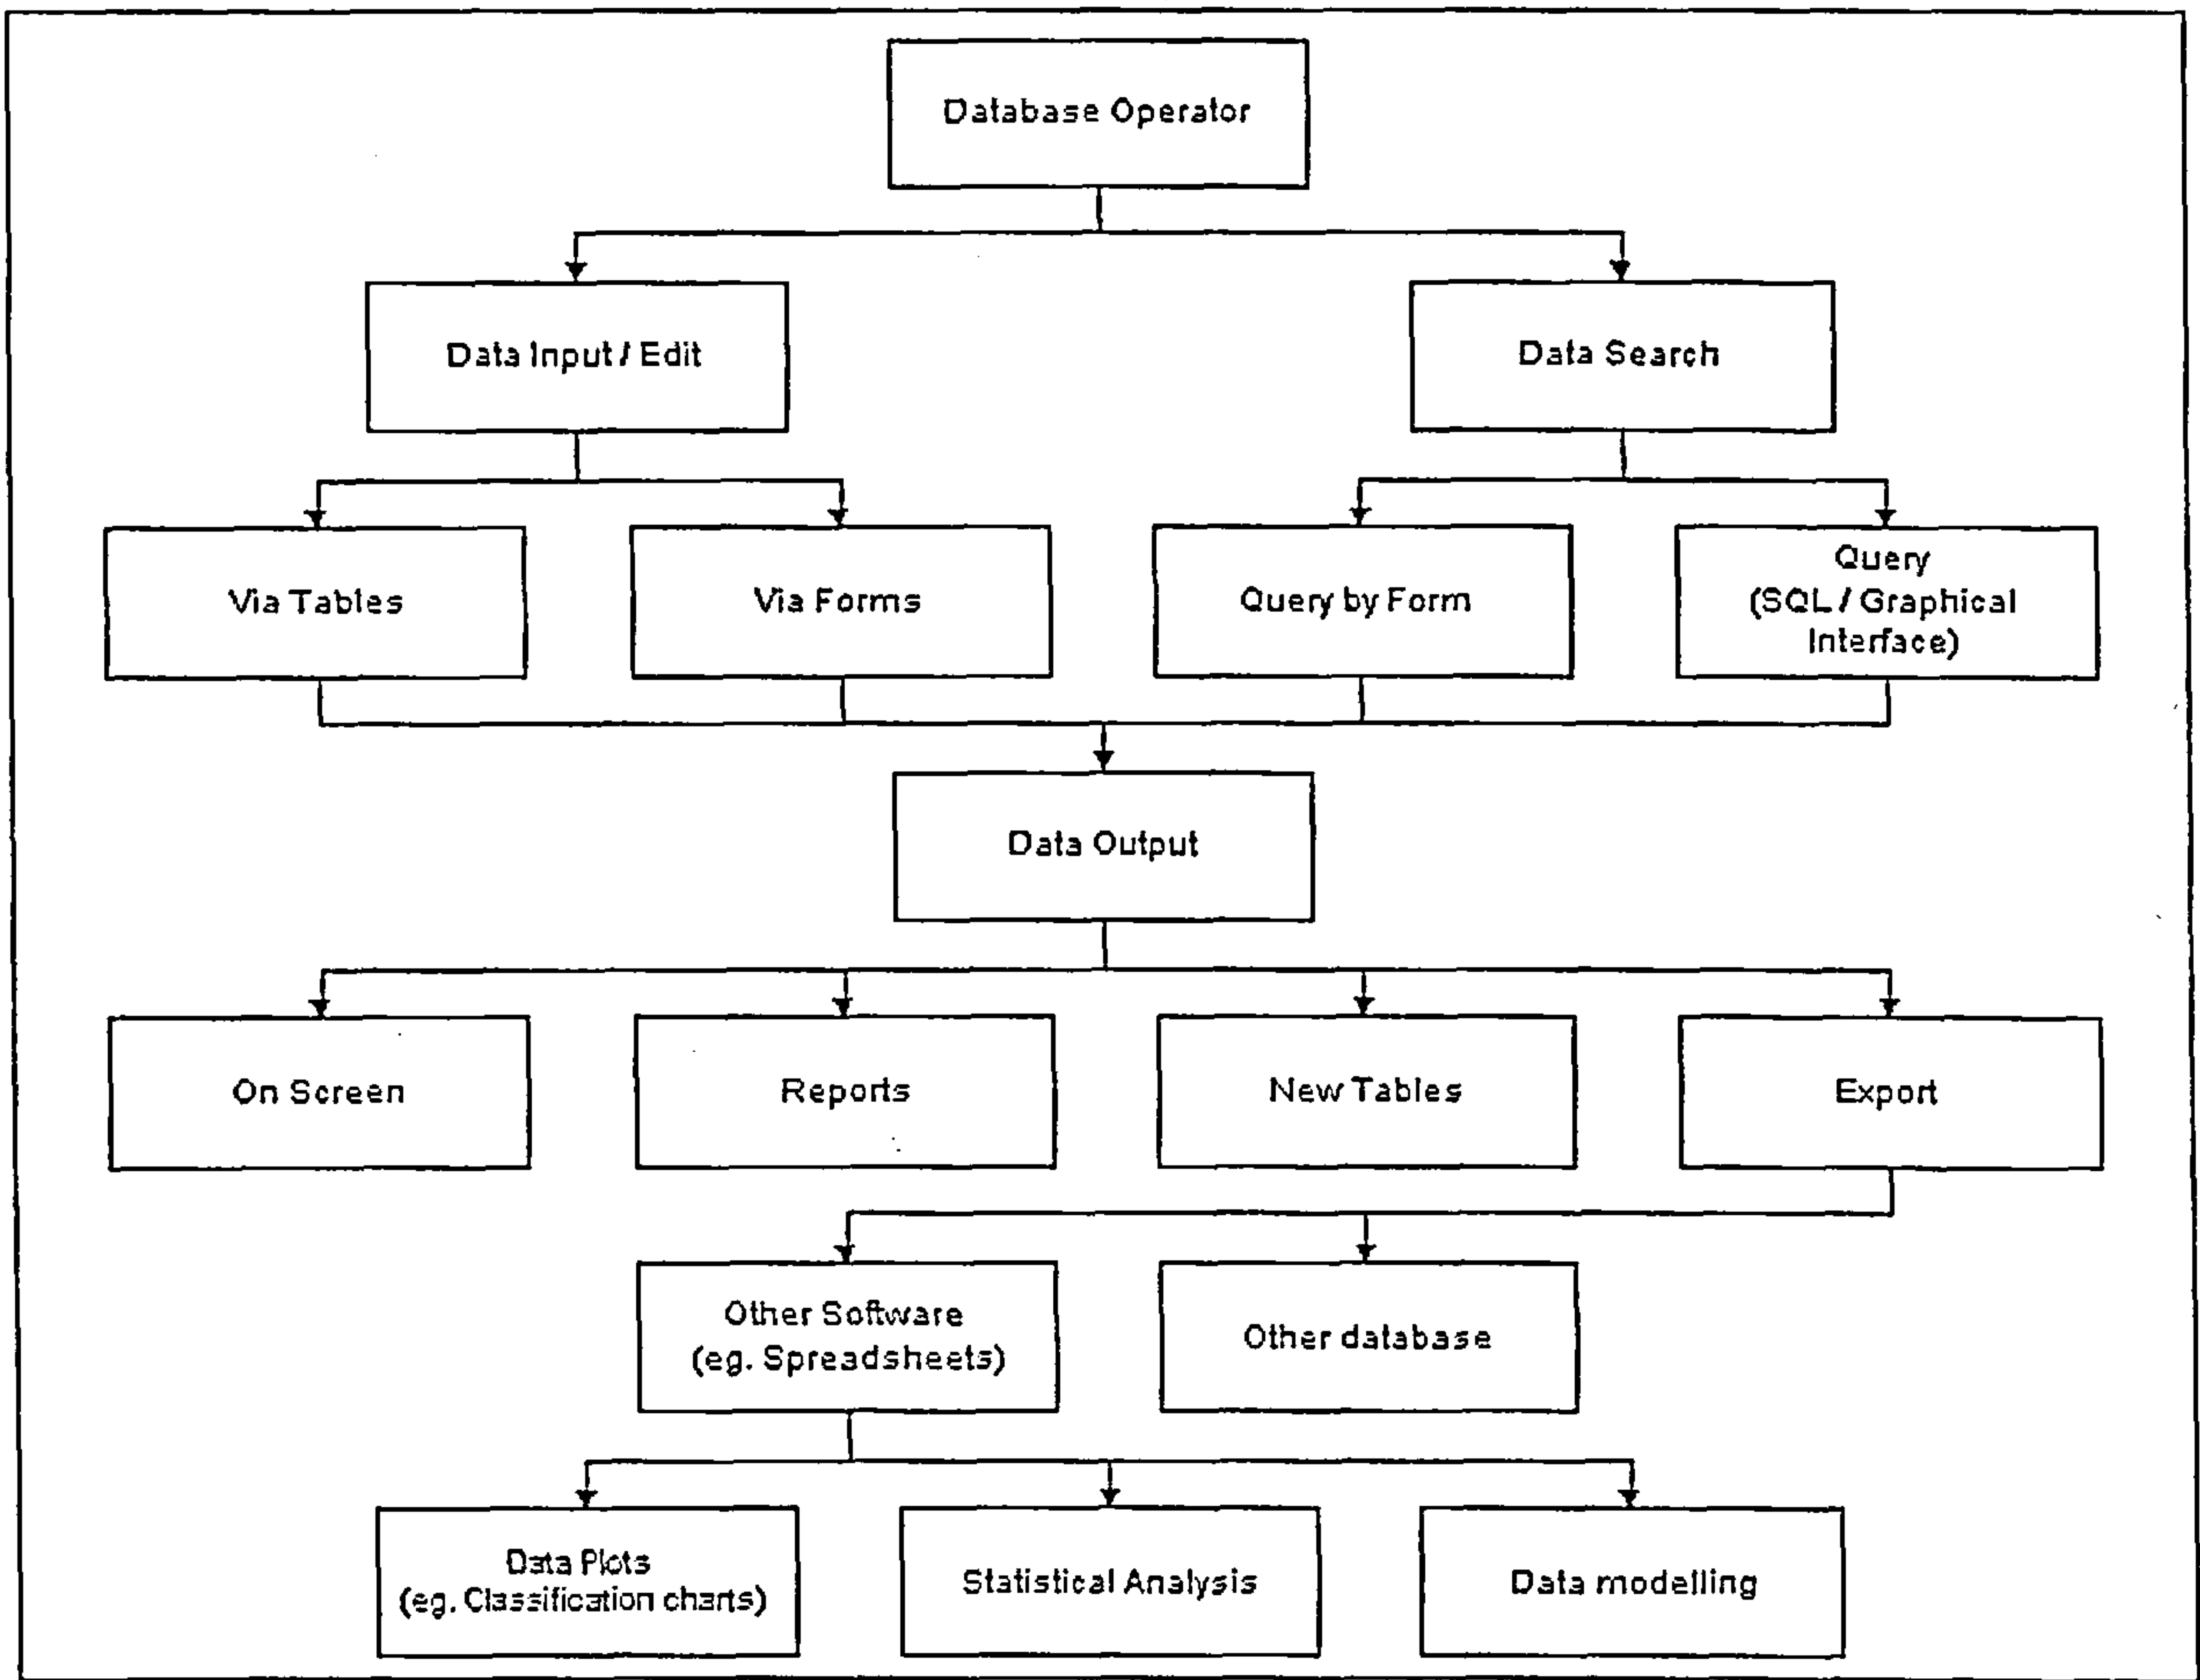 Database Operator
Data Input / Edit
Data Search
Via Tables
Via Forms
Query by Form
Query
(SQL / Graphical
Interface)
Data Output
On Screen
Reports
New Tables
Export
Other Software
(eg. Spreadsheets)
Other database
Data Plots
(eg. Classification charts)
Statistical Analysis
Data modelling